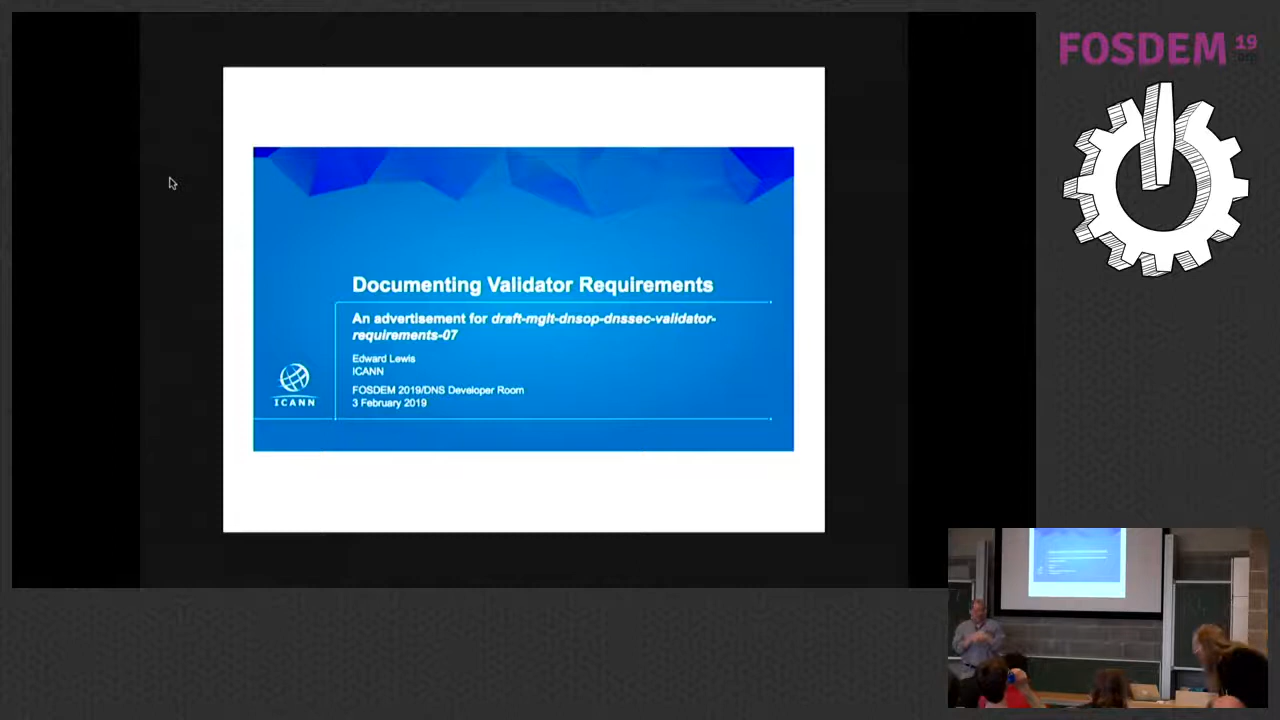 FOSDEM 19
.org
Documenting Validator Requirements
An advertisement for draft-mglt-dnsop-dnssec-validator-
requirements-07
Edward Lewis
ICANN
FOSDEM 2019/DNS Developer Room
3 February 2019
ICANN